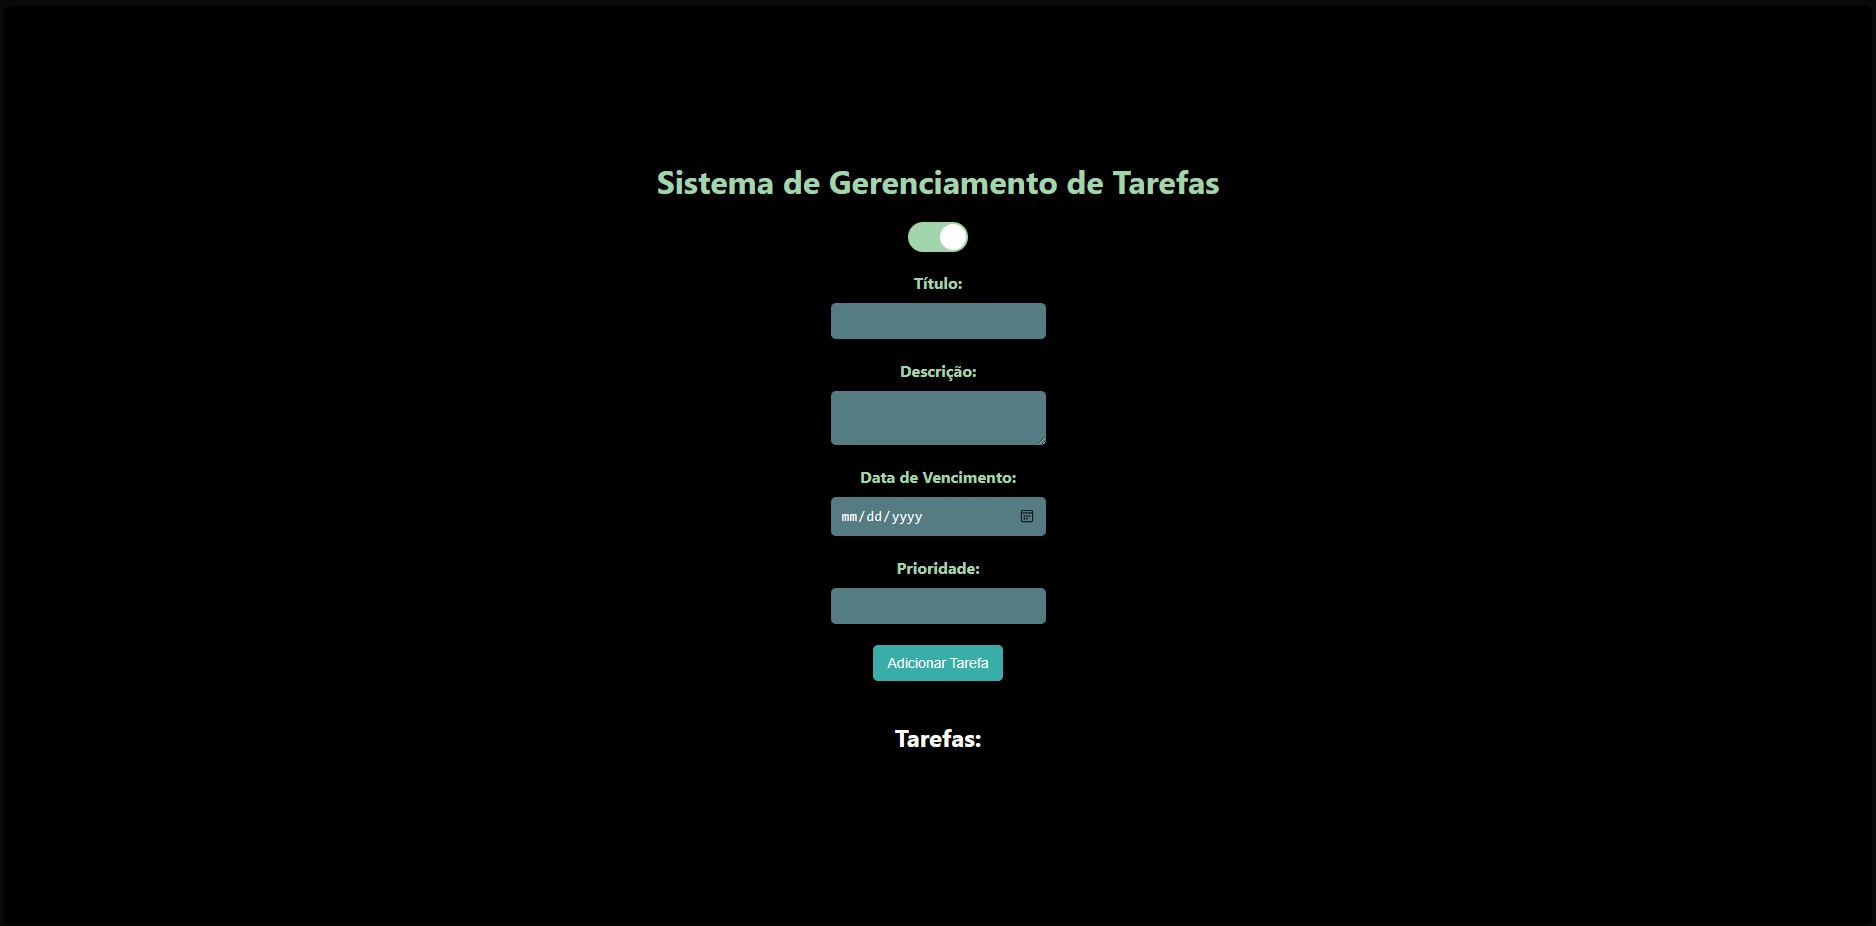 Sistema de Gerenciamento de Tarefas
Título:
Descrição:
Data de Vencimento:
mm/dd/yyyy
Prioridade:
Adicionar Tarefa
Tarefas: